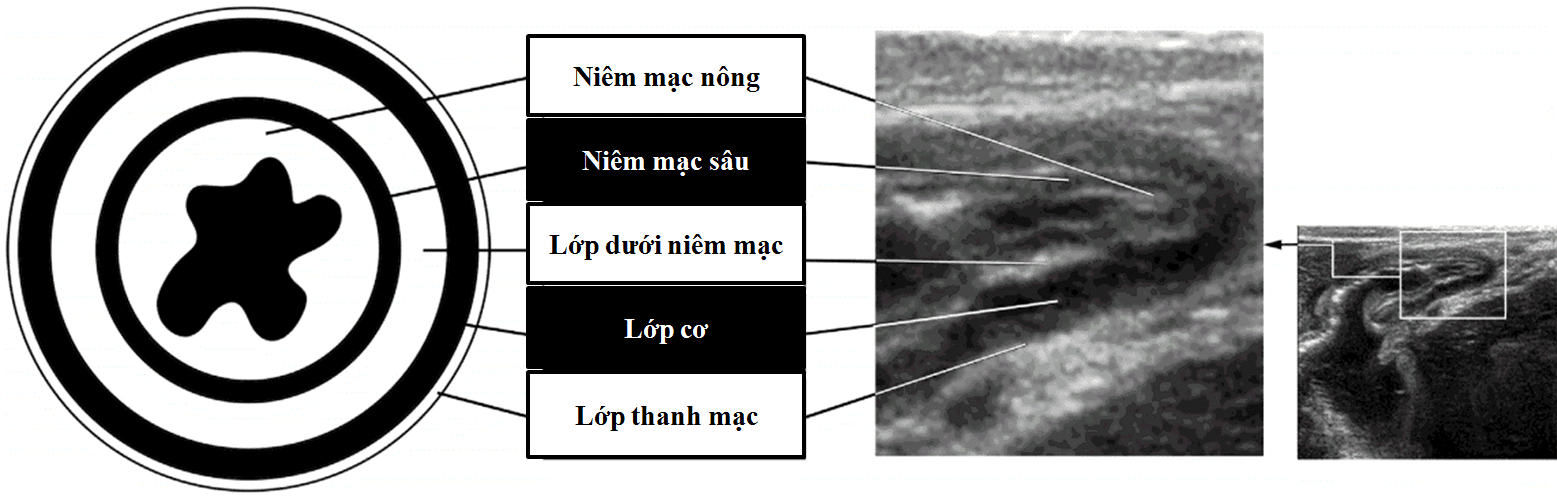 Niêm mạc nông
Niêm mạc sâu
Lớp dưới niêm mạc
Lớp cơ
Lớp thanh mạc